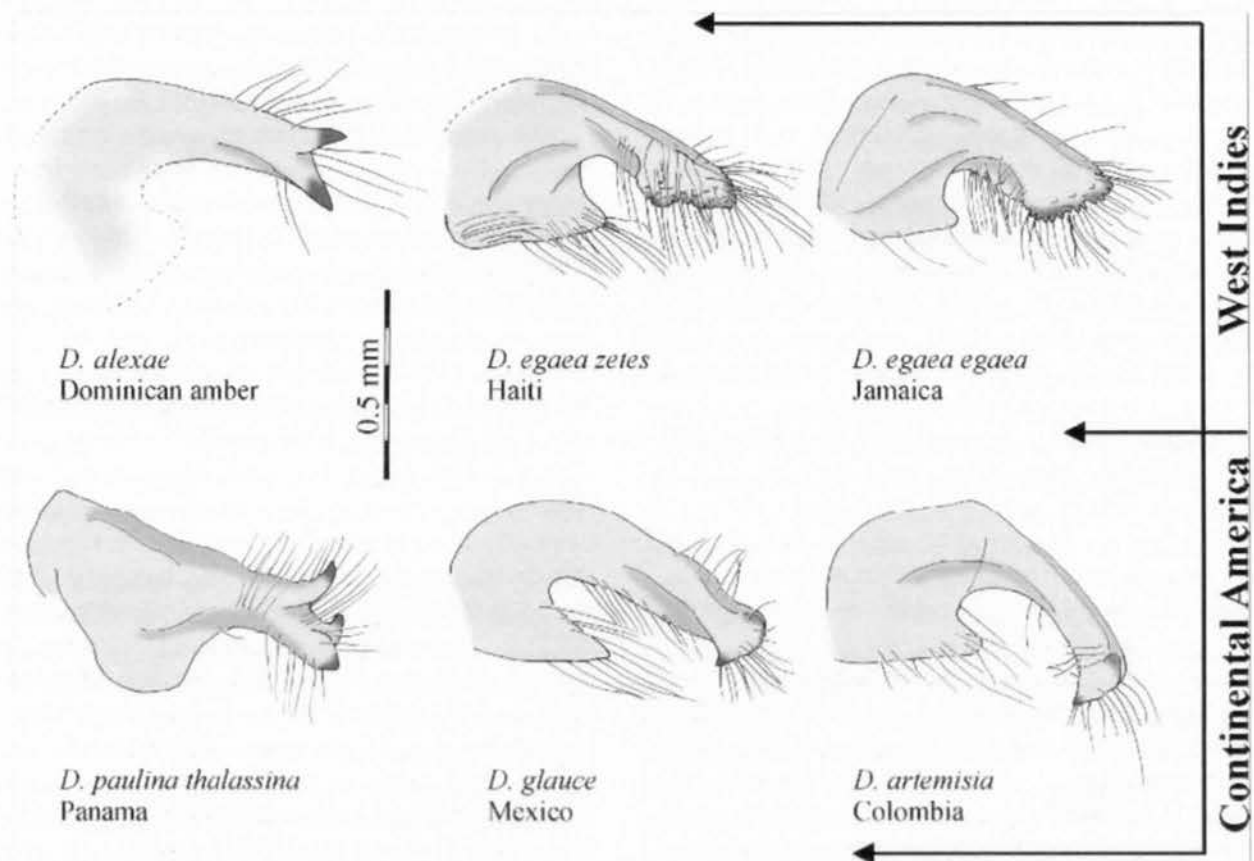 D. alexae
Dominican amber
0.5 mm
D. egaea zetes
Haiti
D. egaea egaea
Jamaica
West Indies
D. paulina thalassina
Panama
D. glauce
Mexico
D. artemisia
Colombia
Continental America